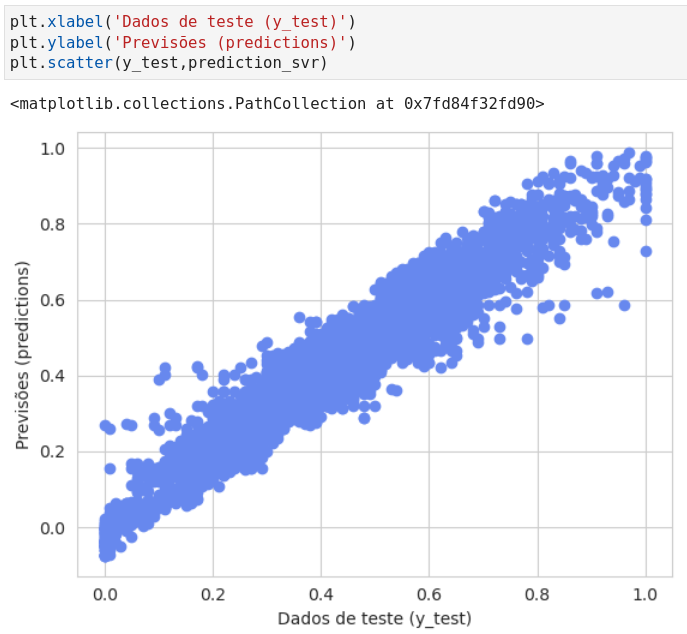 plt.xlabel('Dados de teste (y_test)')
plt.ylabel('Previsões (predictions)')
plt.scatter(y_test,prediction_svr)
<matplotlib.collections.PathCollection at 0x7fd84f32fd90>
Previsões (predictions)
1.0
0.8
0.6
0.4
0.2
0.0
0.0 0.2 0.4 0.6 0.8 1.0
Dados de teste (y_test)